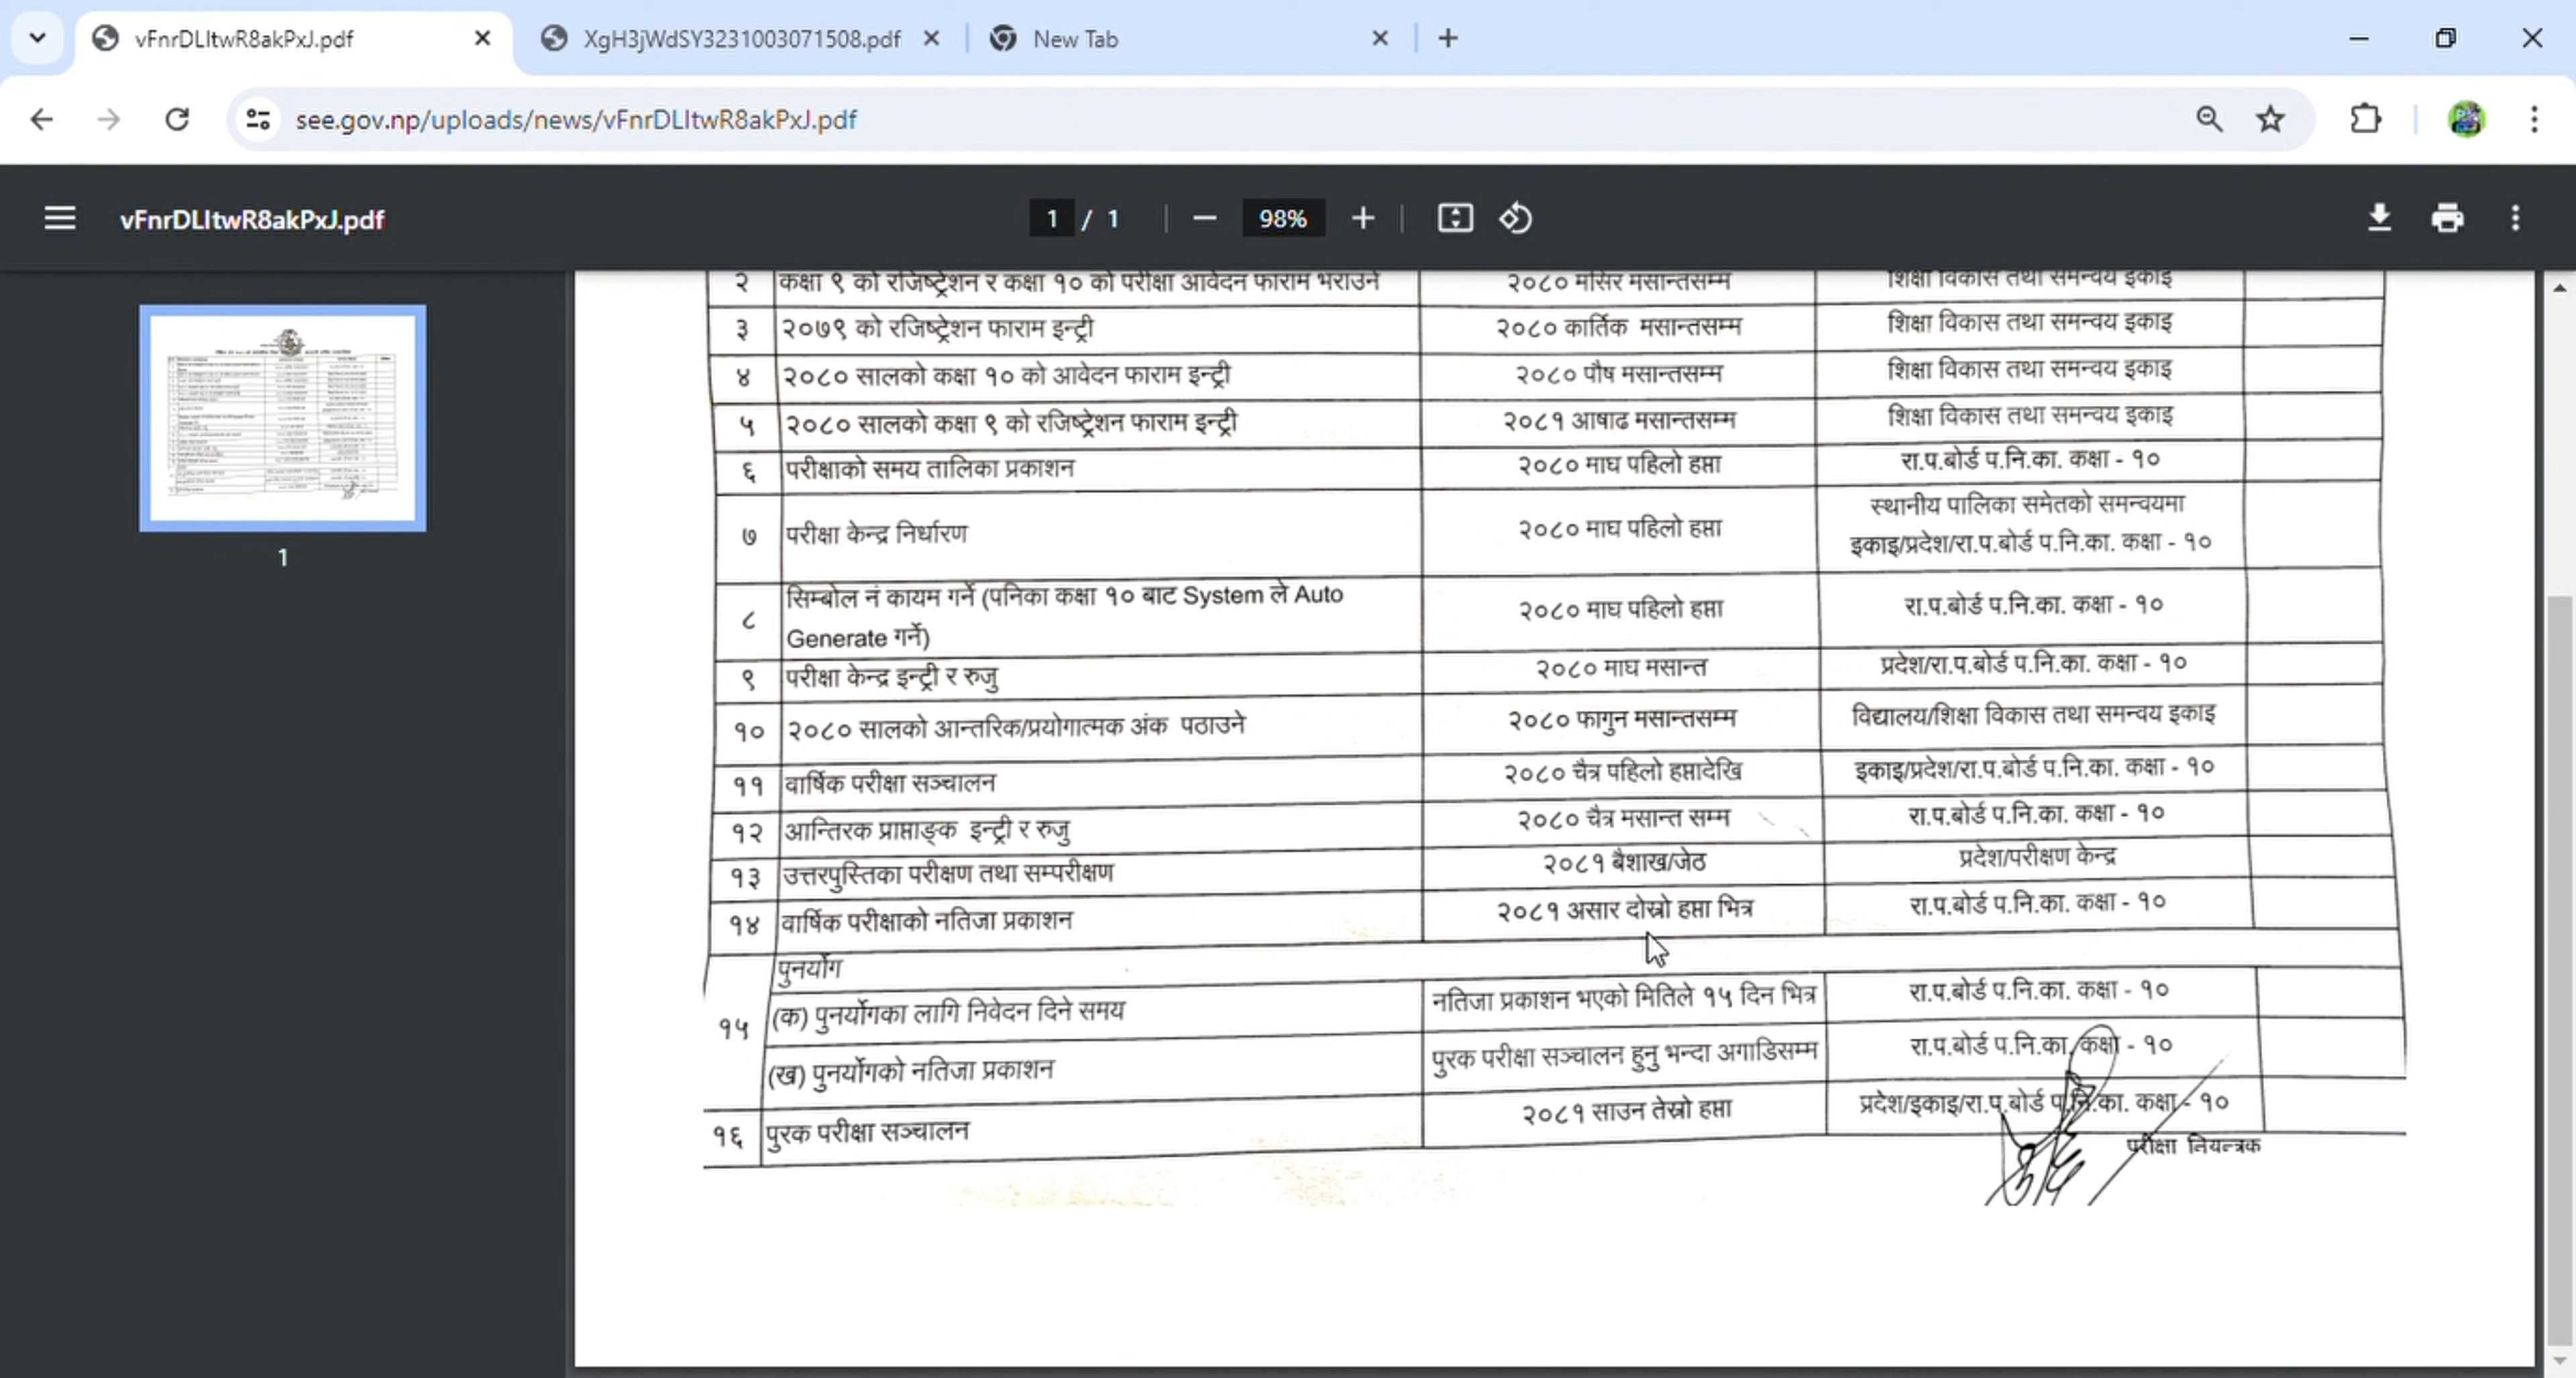 vFnrDLItwR8akPxJ.pdf
XgH3jWdSY3231003071508.pdf
New Tab
see.gov.np/uploads/news/vFnrDLItwR8akPxJ.pdf
vFnrDLItwR8akPxJ.pdf
1 / 1
98%
1
२ कक्षा ९ को रजिष्ट्रेशन र कक्षा १० को परीक्षा आवेदन फाराम भराउने २०८० मंसिर मसान्तसम्म शिक्षा विकास तथा समन्वय इकाइ
३ २०७९ को रजिष्ट्रेशन फाराम इन्ट्री २०८० कार्तिक मसान्तसम्म शिक्षा विकास तथा समन्वय इकाइ
४ २०८० सालको कक्षा १० को आवेदन फाराम इन्ट्री २०८० पौष मसान्तसम्म शिक्षा विकास तथा समन्वय इकाइ
५ २०८० सालको कक्षा ९ को रजिष्ट्रेशन फाराम इन्ट्री २०८१ आषाढ मसान्तसम्म शिक्षा विकास तथा समन्वय इकाइ
६ परीक्षाको समय तालिका प्रकाशन २०८० माघ पहिलो हप्ता रा.प.बोर्ड प.नि.का. कक्षा - १०
७ परीक्षा केन्द्र निर्धारण २०८० माघ पहिलो हप्ता स्थानीय पालिका समेतको समन्वयमा
इकाइ/प्रदेश/रा.प.बोर्ड प.नि.का. कक्षा - १०
८ सिम्बोल नं कायम गर्ने (पनिका कक्षा १० बाट System ले Auto
Generate गर्ने) २०८० माघ पहिलो हप्ता रा.प.बोर्ड प.नि.का. कक्षा - १०
९ परीक्षा केन्द्र इन्ट्री र रुजु २०८० माघ मसान्त प्रदेश/रा.प.बोर्ड प.नि.का. कक्षा - १०
१० २०८० सालको आन्तरिक/प्रयोगात्मक अंक पठाउने २०८० फागुन मसान्तसम्म विद्यालय/शिक्षा विकास तथा समन्वय इकाइ
११ वार्षिक परीक्षा सञ्चालन २०८० चैत्र पहिलो हप्तादेखि इकाइ/प्रदेश/रा.प.बोर्ड प.नि.का. कक्षा - १०
१२ आन्तिरक प्राप्ताङ्क इन्ट्री र रुजु २०८० चैत्र मसान्त सम्म रा.प.बोर्ड प.नि.का. कक्षा - १०
१३ उत्तरपुस्तिका परीक्षण तथा सम्परीक्षण २०८१ बैशाख/जेठ प्रदेश/परीक्षण केन्द्र
१४ वार्षिक परीक्षाको नतिजा प्रकाशन २०८१ असार दोस्रो हप्ता भित्र रा.प.बोर्ड प.नि.का. कक्षा - १०
१५ पुनर्योग
(क) पुनर्योगका लागि निवेदन दिने समय नतिजा प्रकाशन भएको मितिले १५ दिन भित्र रा.प.बोर्ड प.नि.का. कक्षा - १०
(ख) पुनर्योगको नतिजा प्रकाशन पुरक परीक्षा सञ्चालन हुनु भन्दा अगाडिसम्म रा.प.बोर्ड प.नि.का. कक्षा - १०
१६ पुरक परीक्षा सञ्चालन २०८१ साउन तेस्रो हप्ता प्रदेश/इकाइ/रा.प.बोर्ड प.नि.का. कक्षा - १०
परीक्षा नियन्त्रक